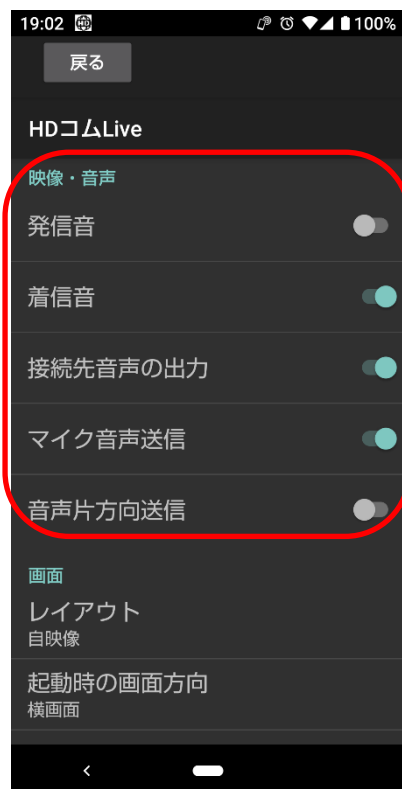 19:02 100%
戻る
HDコムLive
映像・音声
発信音
着信音
接続先音声の出力
マイク音声送信
音声片方向送信
画面
レイアウト
自映像
起動時の画面方向
横画面